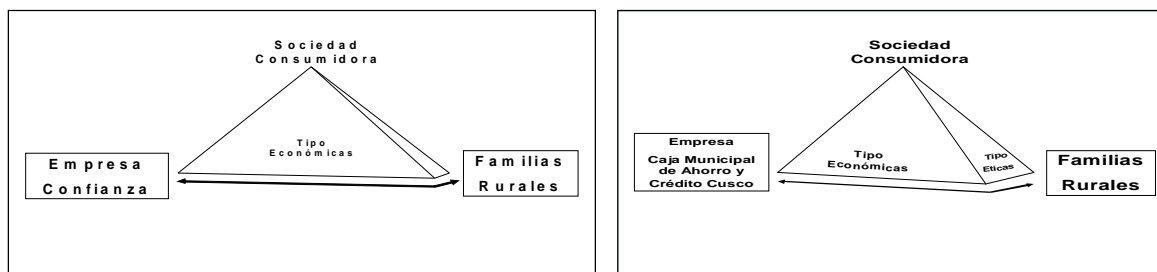 Sociedad
Consumidora
Tipo
Económicas
Empresa
Confianza
Familias
Rurales
Sociedad
Consumidora
Empresa
Caja Municipal
de Ahorro y
Crédito Cusco
Tipo
Económicas
Tipo
Eticas
Familias
Rurales